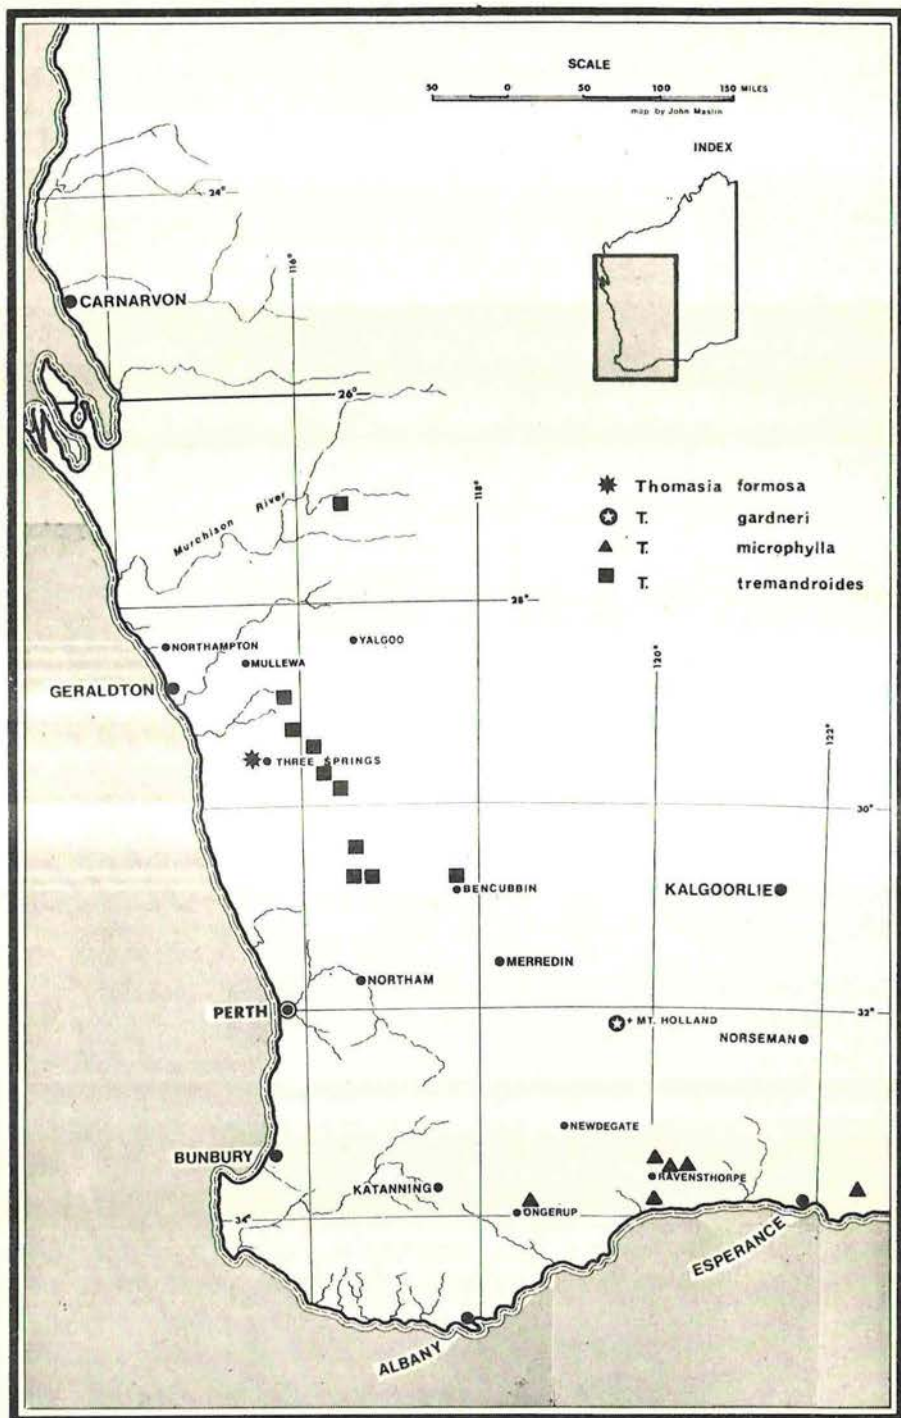 SCALE
50 0 50 100 150 MILES
map by John Maslin
INDEX
24°
116°
CARNARVON
26°
118°
Murchison River
Thomasia formosa
T. gardneri
T. microphylla
T. tremandroides
28°
NORTHAMPTON
YALGOO
MULLEWA
120°
GERALDTON
122°
THREE SPRINGS
30°
BENCUBBIN
KALGOORLIE
MERREDIN
NORTHAM
PERTH
32°
+ MT. HOLLAND
NORSEMAN
NEWDEGATE
BUNBURY
RAVENSTHORPE
KATANNING
ONGERUP
34°
ESPERANCE
ALBANY